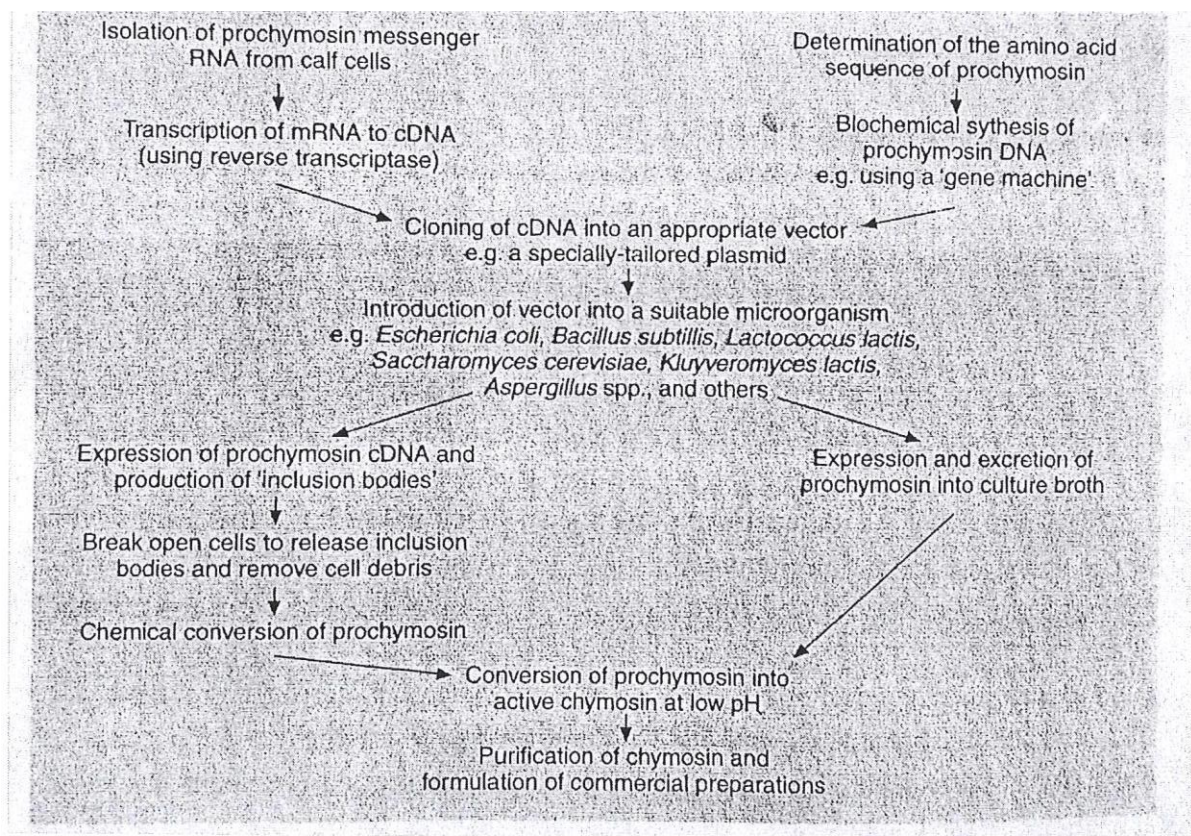 Isolation of prochymosin messenger
RNA from calf cells
Determination of the amino acid
sequence of prochymosin
Transcription of mRNA to cDNA
(using reverse transcriptase)
Biochemical sythesis of
prochymosin DNA
e.g. using a 'gene machine'
Cloning of cDNA into an appropriate vector
e.g. a specially-tailored plasmid
Introduction of vector into a suitable microorganism
e.g. Escherichia coli, Bacillus subtillis, Lactococcus lactis,
Saccharomyces cerevisiae, Kluyveromyces lactis,
Aspergillus spp., and others
Expression of prochymosin cDNA and
production of 'inclusion bodies'
Expression and excretion of
prochymosin into culture broth
Break open cells to release inclusion
bodies and remove cell debris
Chemical conversion of prochymosin
Conversion of prochymosin into
active chymosin at low pH
Purification of chymosin and
formulation of commercial preparations